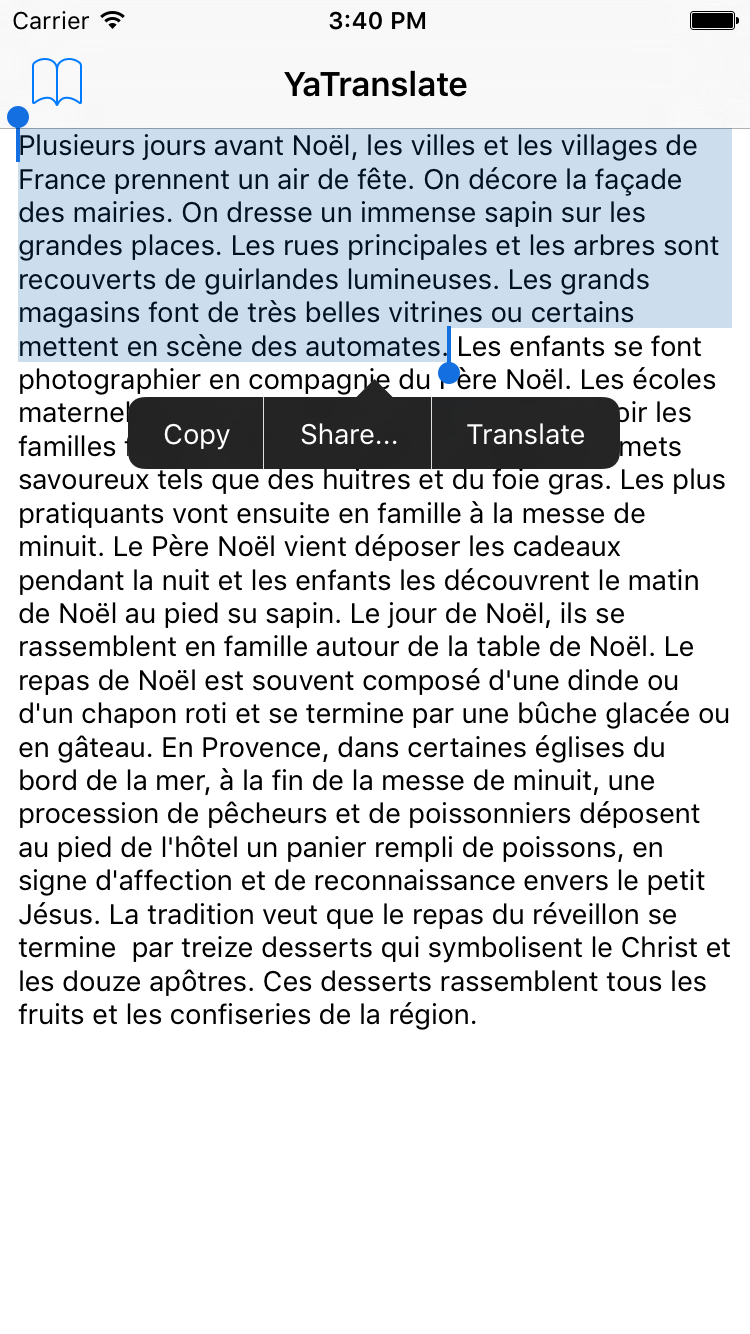 Carrier 3:40 PM
YaTranslate
Plusieurs jours avant Noël, les villes et les villages de
France prennent un air de fête. On décore la façade
des mairies. On dresse un immense sapin sur les
grandes places. Les rues principales et les arbres sont
recouverts de guirlandes lumineuses. Les grands
magasins font de très belles vitrines ou certains
mettent en scène des automates. Les enfants se font
photographier en compagnie du Père Noël. Les écoles
les
familles mets
Copy Share... Translate
savoureux tels que des huitres et du foie gras. Les plus
pratiquants vont ensuite en famille à la messe de
minuit. Le Père Noël vient déposer les cadeaux
pendant la nuit et les enfants les découvrent le matin
de Noël au pied su sapin. Le jour de Noël, ils se
rassemblent en famille autour de la table de Noël. Le
repas de Noël est souvent composé d'une dinde ou
d'un chapon roti et se termine par une bûche glacée ou
en gâteau. En Provence, dans certaines églises du
bord de la mer, à la fin de la messe de minuit, une
procession de pêcheurs et de poissonniers déposent
au pied de l'hôtel un panier rempli de poissons, en
signe d'affection et de reconnaissance envers le petit
Jésus. La tradition veut que le repas du réveillon se
termine  par treize desserts qui symbolisent le Christ et
les douze apôtres. Ces desserts rassemblent tous les
fruits et les confiseries de la région.